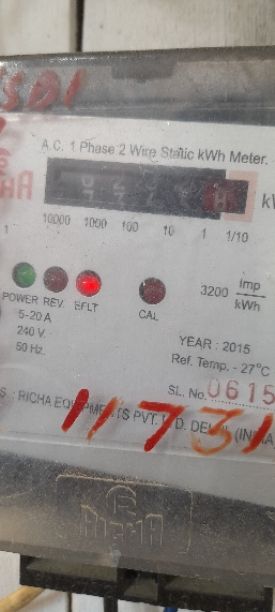 SD1
A.C. 1 Phase 2 Wire Static kWh Meter.
10000 1000 100 10 1 1/10
3200 Imp/kWh
POWER REV. EFLT CAL
5-20 A
240 V.
50 Hz.
YEAR : 2015
Ref. Temp. - 27°C
SL. No. 0615
S : RICHA EQUIPMENTS PVT. LTD. DELHI (INDIA
11731
RICHA